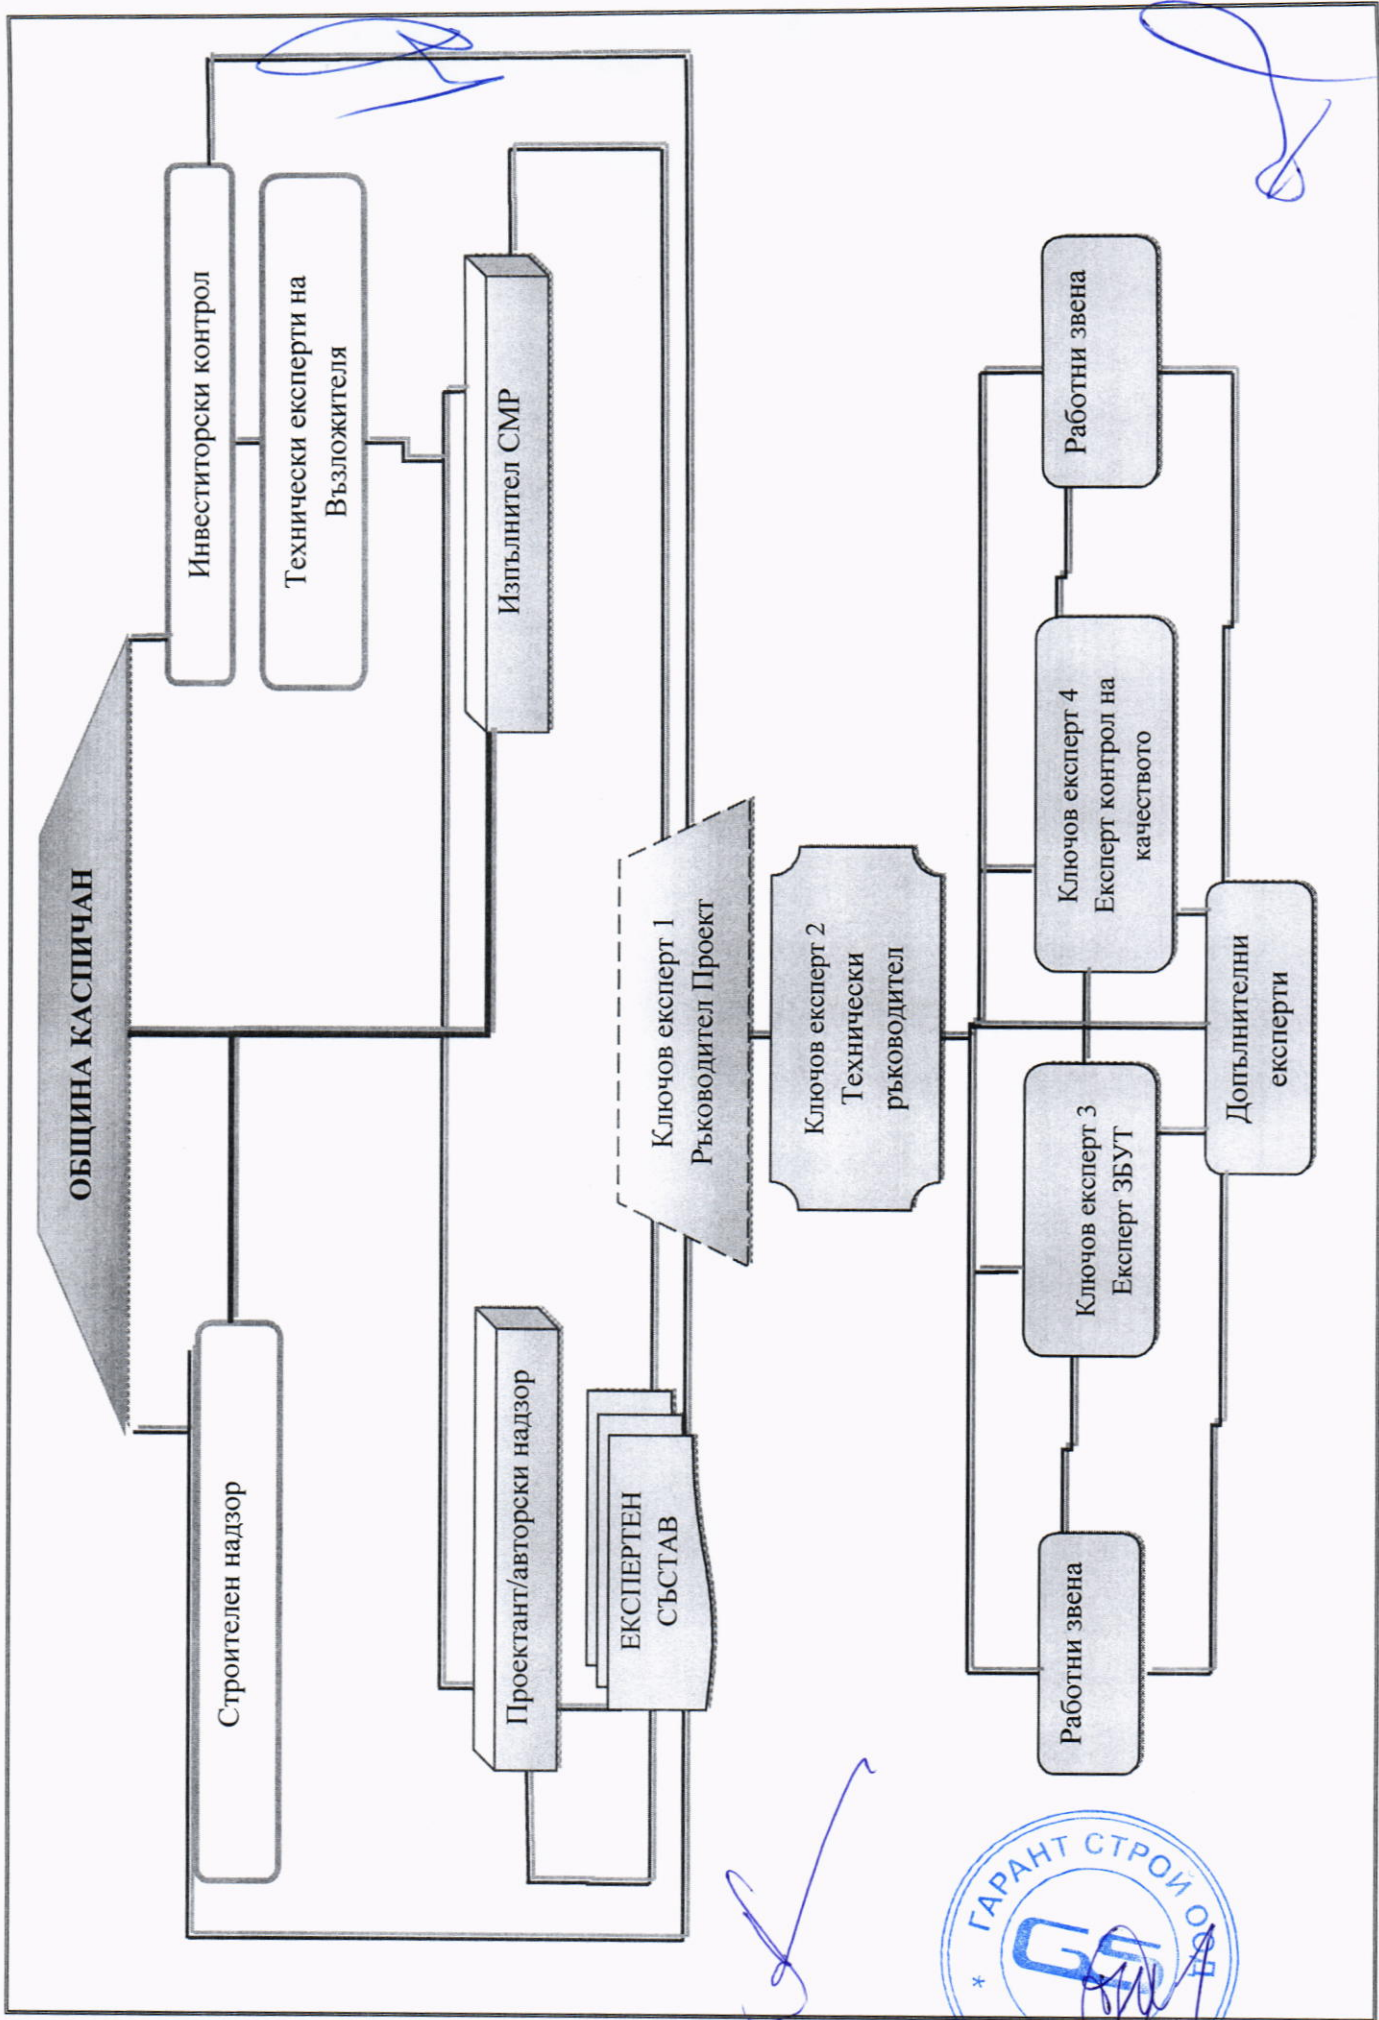 ОБЩИНА КАСПИЧАН
Строителен надзор
Инвеститорски контрол
Технически експерти на
Възложителя
Проектант/авторски надзор
Изпълнител СМР
ЕКСПЕРТЕН
СЪСТАВ
Ключов експерт 1
Ръководител Проект
Ключов експерт 2
Технически
ръководител
Работни звена
Ключов експерт 3
Експерт ЗБУТ
Ключов експерт 4
Експерт контрол на
качеството
Работни звена
Допълнителни
експерти
* ГАРАНТ СТРОЙ ООД
GS